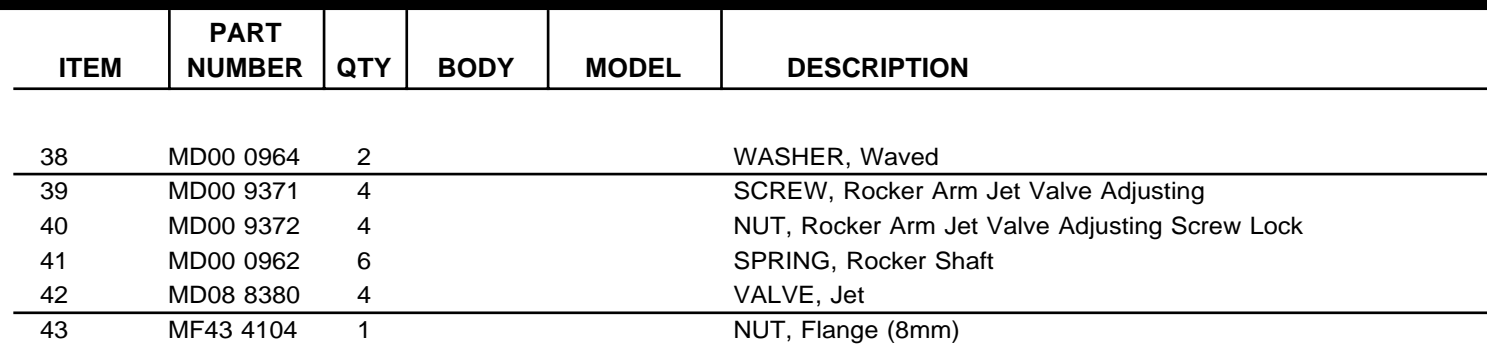 PART
ITEM NUMBER QTY BODY MODEL DESCRIPTION
38 MD00 0964 2 WASHER, Waved
39 MD00 9371 4 SCREW, Rocker Arm Jet Valve Adjusting
40 MD00 9372 4 NUT, Rocker Arm Jet Valve Adjusting Screw Lock
41 MD00 0962 6 SPRING, Rocker Shaft
42 MD08 8380 4 VALVE, Jet
43 MF43 4104 1 NUT, Flange (8mm)